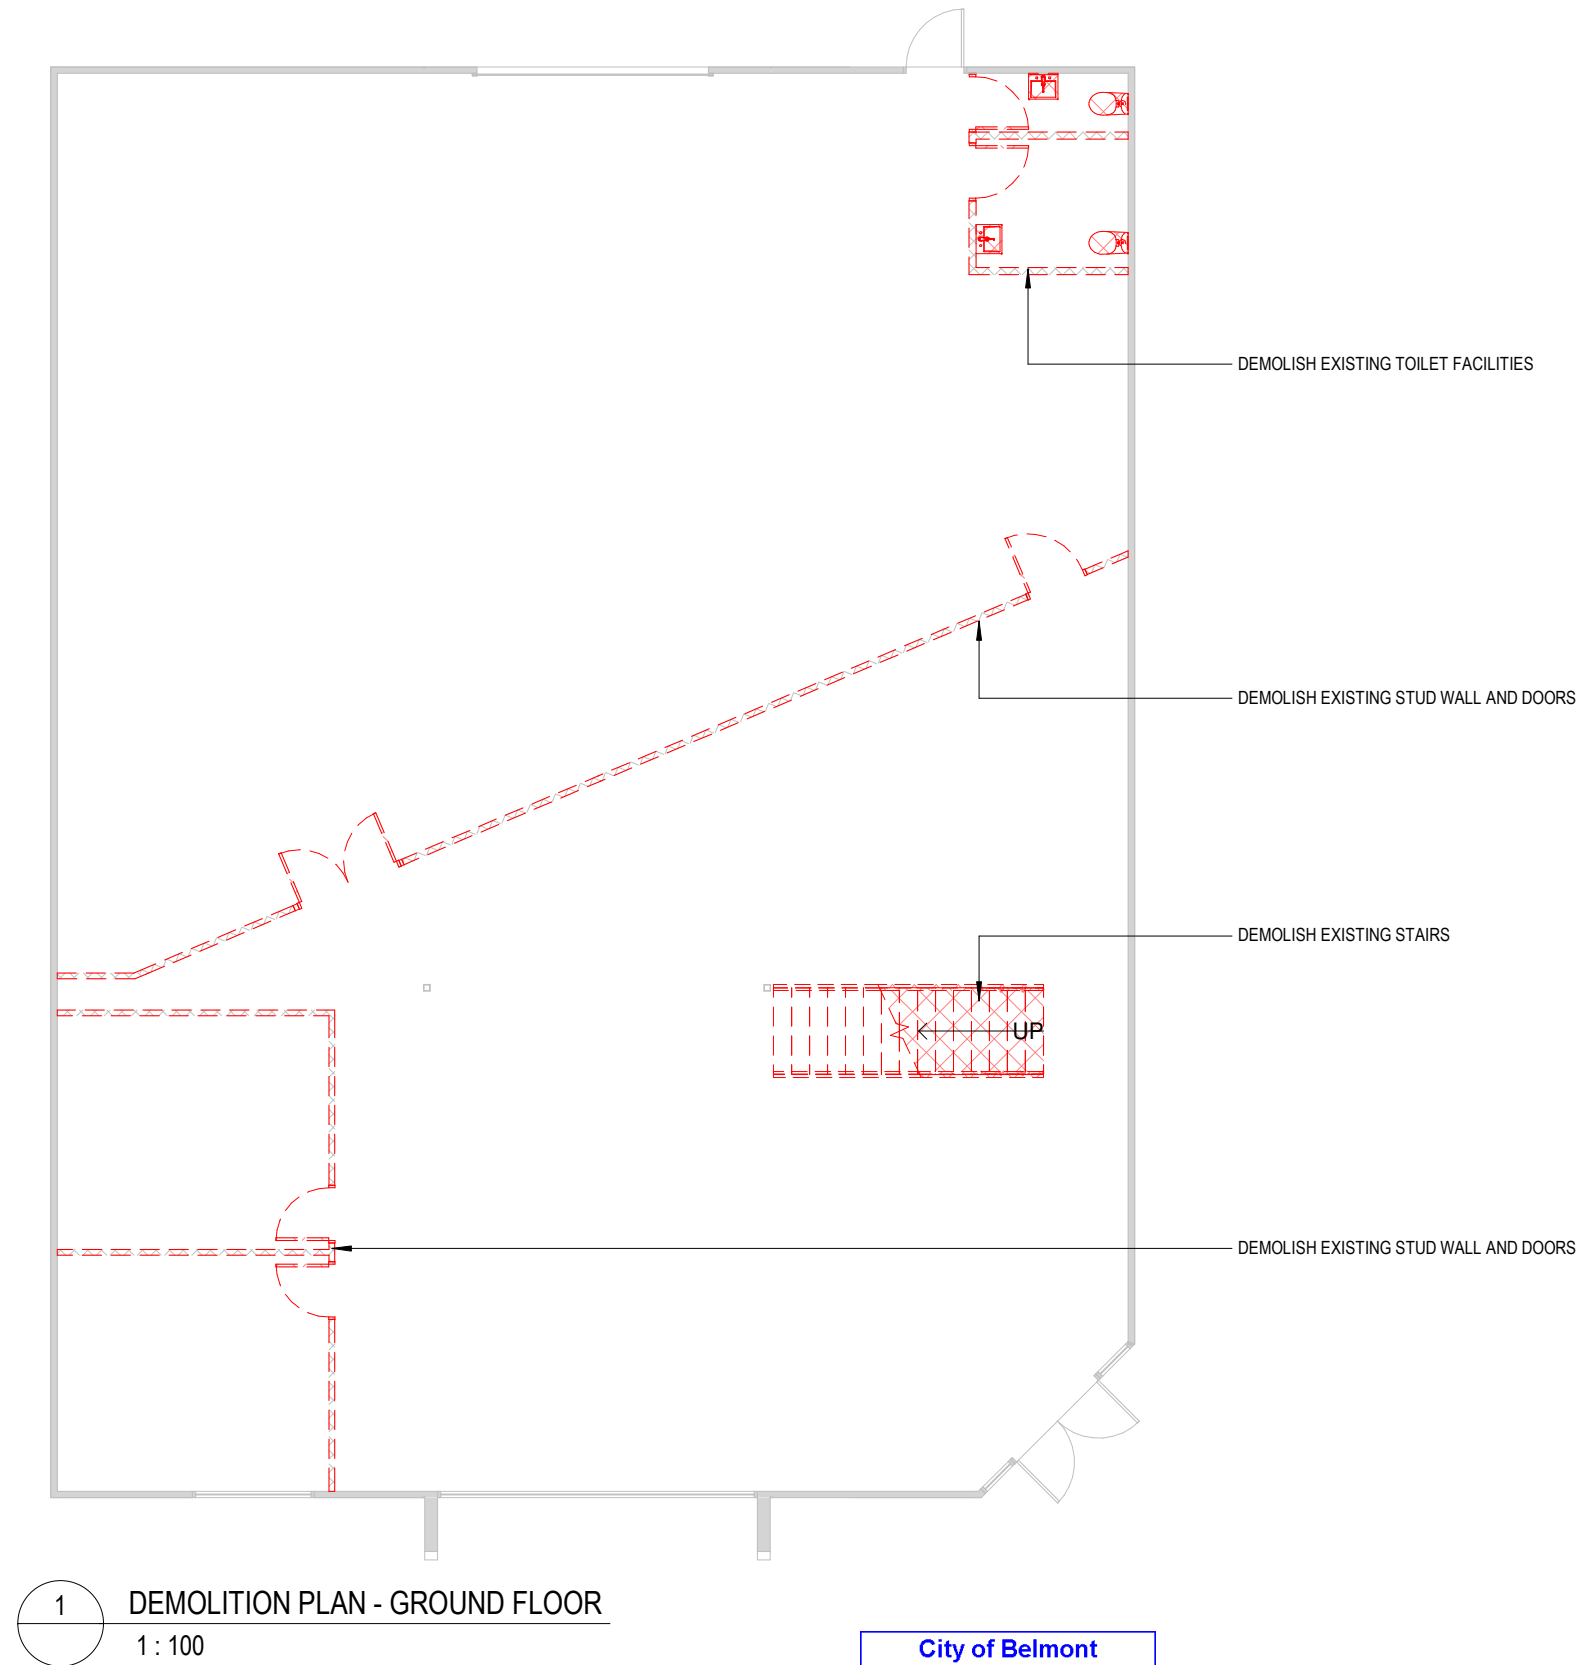 DEMOLISH EXISTING TOILET FACILITIES
DEMOLISH EXISTING STUD WALL AND DOORS
DEMOLISH EXISTING STAIRS
UP
DEMOLISH EXISTING STUD WALL AND DOORS
1
DEMOLITION PLAN - GROUND FLOOR
1 : 100
City of Belmont